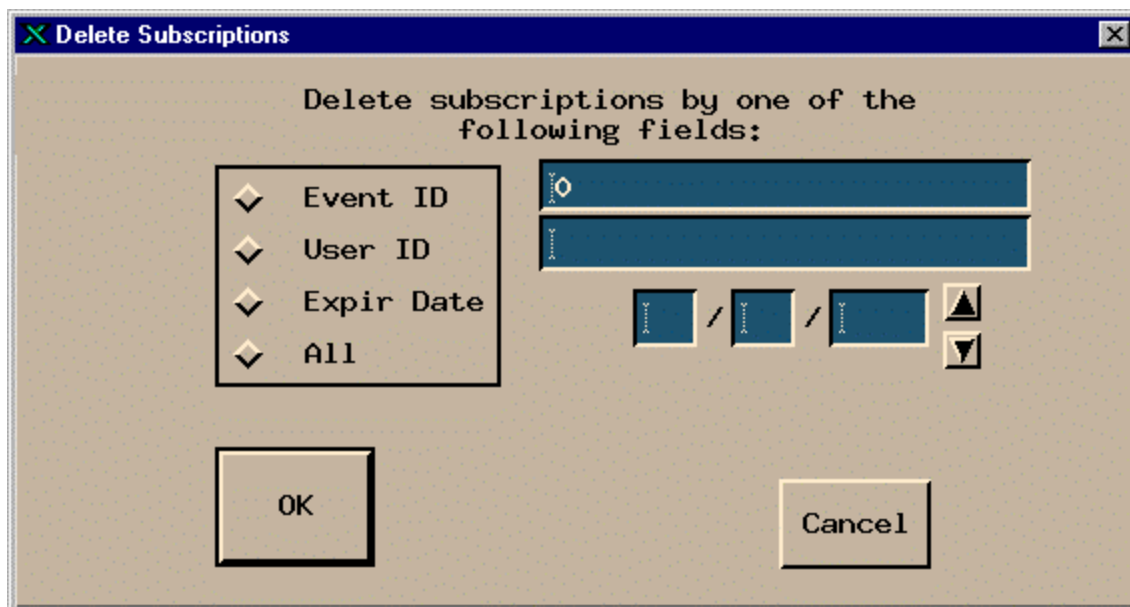 Delete Subscriptions
Delete subscriptions by one of the
following fields:
Event ID
0
User ID
Expir Date
/ /
All
OK
Cancel